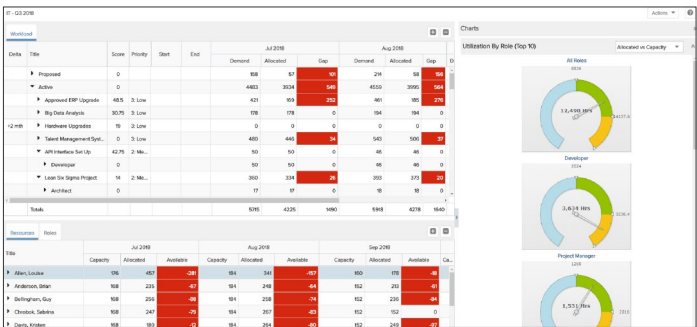 IT - Q3 2018
Actions
Workload
Charts
Utilization By Role (Top 10)
Allocated vs Capacity
Delta Title Score Priority Start End Jul 2018 Aug 2018
Demand Allocated Gap Demand Allocated Gap D
Proposed 0 158 57 101 214 58 156
Active 0 4483 3934 549 4559 3995 564
Approved ERP Upgrade 48.5 3: Low 421 169 252 461 185 276
Big Data Analysis 30.75 3: Low 178 178 0 194 194 0
<2 mth Hardware Upgrades 19 3: Low 0 0 0 0 0 0
Talent Management Syst... 0 3: Low 480 446 34 543 506 37
API Interface Set Up 42.75 2: Me... 50 50 0 46 46 0
Developer 0 50 50 0 46 46 0
Lean Six Sigma Project 14 2: Me... 360 334 26 393 373 20
Architect 0 17 17 0 18 18 0
Totals 5715 4225 1490 5918 4278 1640
Resources Roles
Title Jul 2018 Aug 2018 Sep 2018
Capacity Allocated Available Capacity Allocated Available Capacity Allocated Available Ca...
Allen, Louise 176 457 -281 184 341 -157 160 178 -18
Anderson, Brian 168 235 -67 184 248 -64 152 213 -61
Bellingham, Guy 168 256 -88 184 258 -74 152 236 -84
Chrobok, Sabrina 168 247 -79 184 267 -83 152 152 0
Davis, Kristen 168 180 -12 184 264 -80 152 249 -97
All Roles
12,490 Hrs
Developer
3,634 Hrs
Project Manager
1,531 Hrs